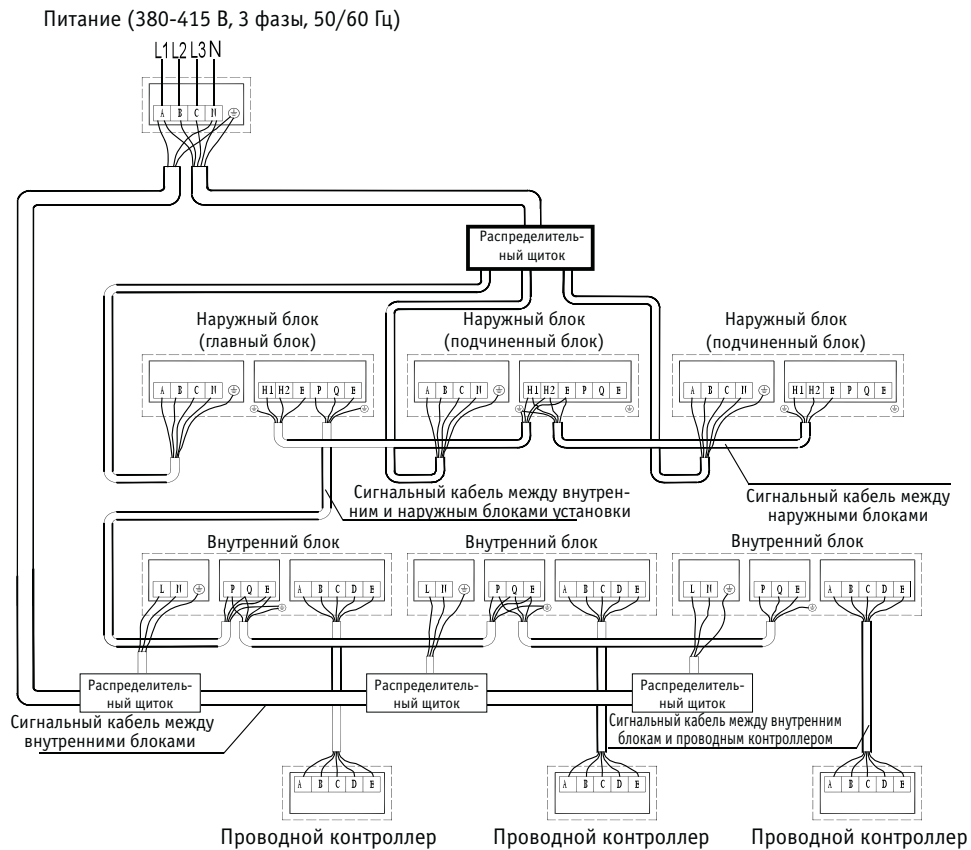 Питание (380-415 В, 3 фазы, 50/60 Гц)
L1 L2 L3 N
A B C N
Распределитель-
ный щиток
Наружный блок
(главный блок)
Наружный блок
(подчиненный блок)
Наружный блок
(подчиненный блок)
A B C N H1 H2 E P Q E
A B C N H1 H2 E P Q E
A B C N H1 H2 E P Q E
Сигнальный кабель между внутрен-
ним и наружным блоками установки
Сигнальный кабель между
наружными блоками
Внутренний блок
Внутренний блок
Внутренний блок
L N P Q E A B C D E
L N P Q E A B C D E
L N P Q E A B C D E
Распределитель-
ный щиток
Распределитель-
ный щиток
Распределитель-
ный щиток
Сигнальный кабель между
внутренними блоками
Сигнальный кабель между внутренним
блокам и проводным контроллером
A B C D E
A B C D E
A B C D E
Проводной контроллер
Проводной контроллер
Проводной контроллер